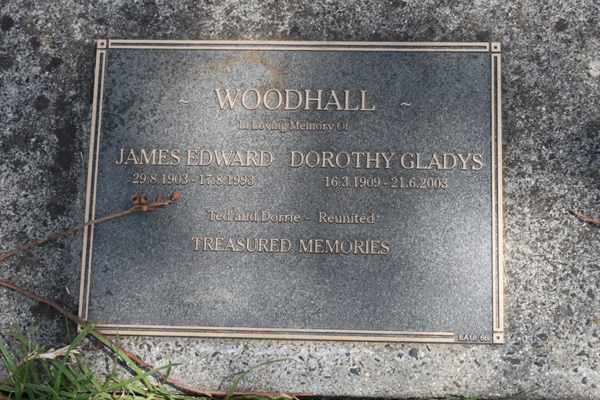 ~ WOODHALL ~
In Loving Memory Of
JAMES EDWARD DOROTHY GLADYS
29.8.1903 - 17.8.1993 16.3.1909 - 21.6.2003
'Ted and Dorrie - Reunited'
TREASURED MEMORIES